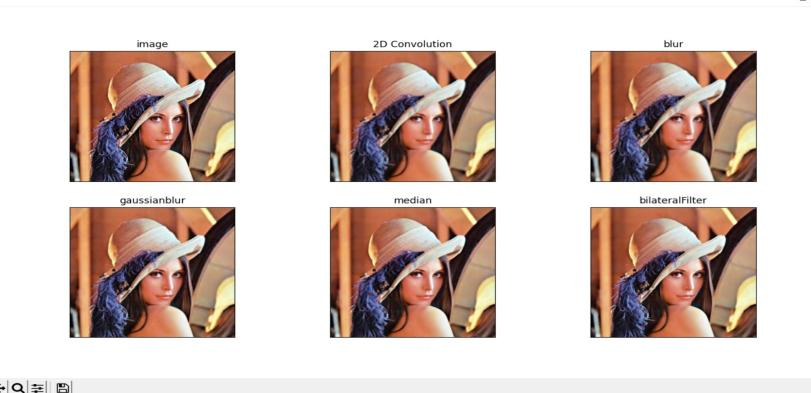 image
2D Convolution
blur
gaussianblur
median
bilateralFilter